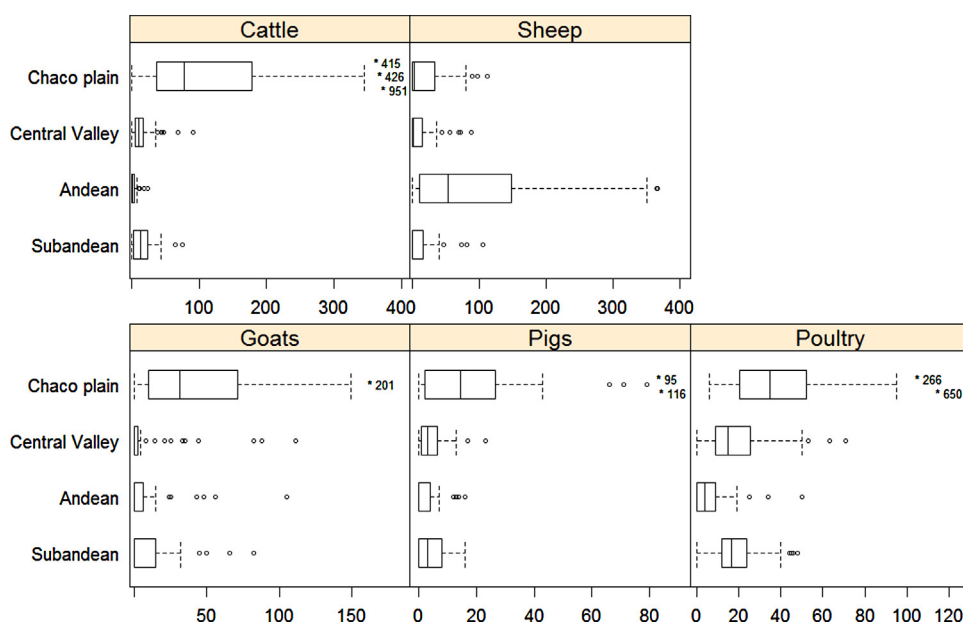 Cattle Sheep
Chaco plain * 415
* 426
* 951
Central Valley
Andean
Subandean
100 200 300 400 0 100 200 300 400
Goats Pigs Poultry
Chaco plain * 201 * 95 * 266
* 116 * 650
Central Valley
Andean
Subandean
50 100 150 0 20 40 60 80 0 20 40 60 80 100 120